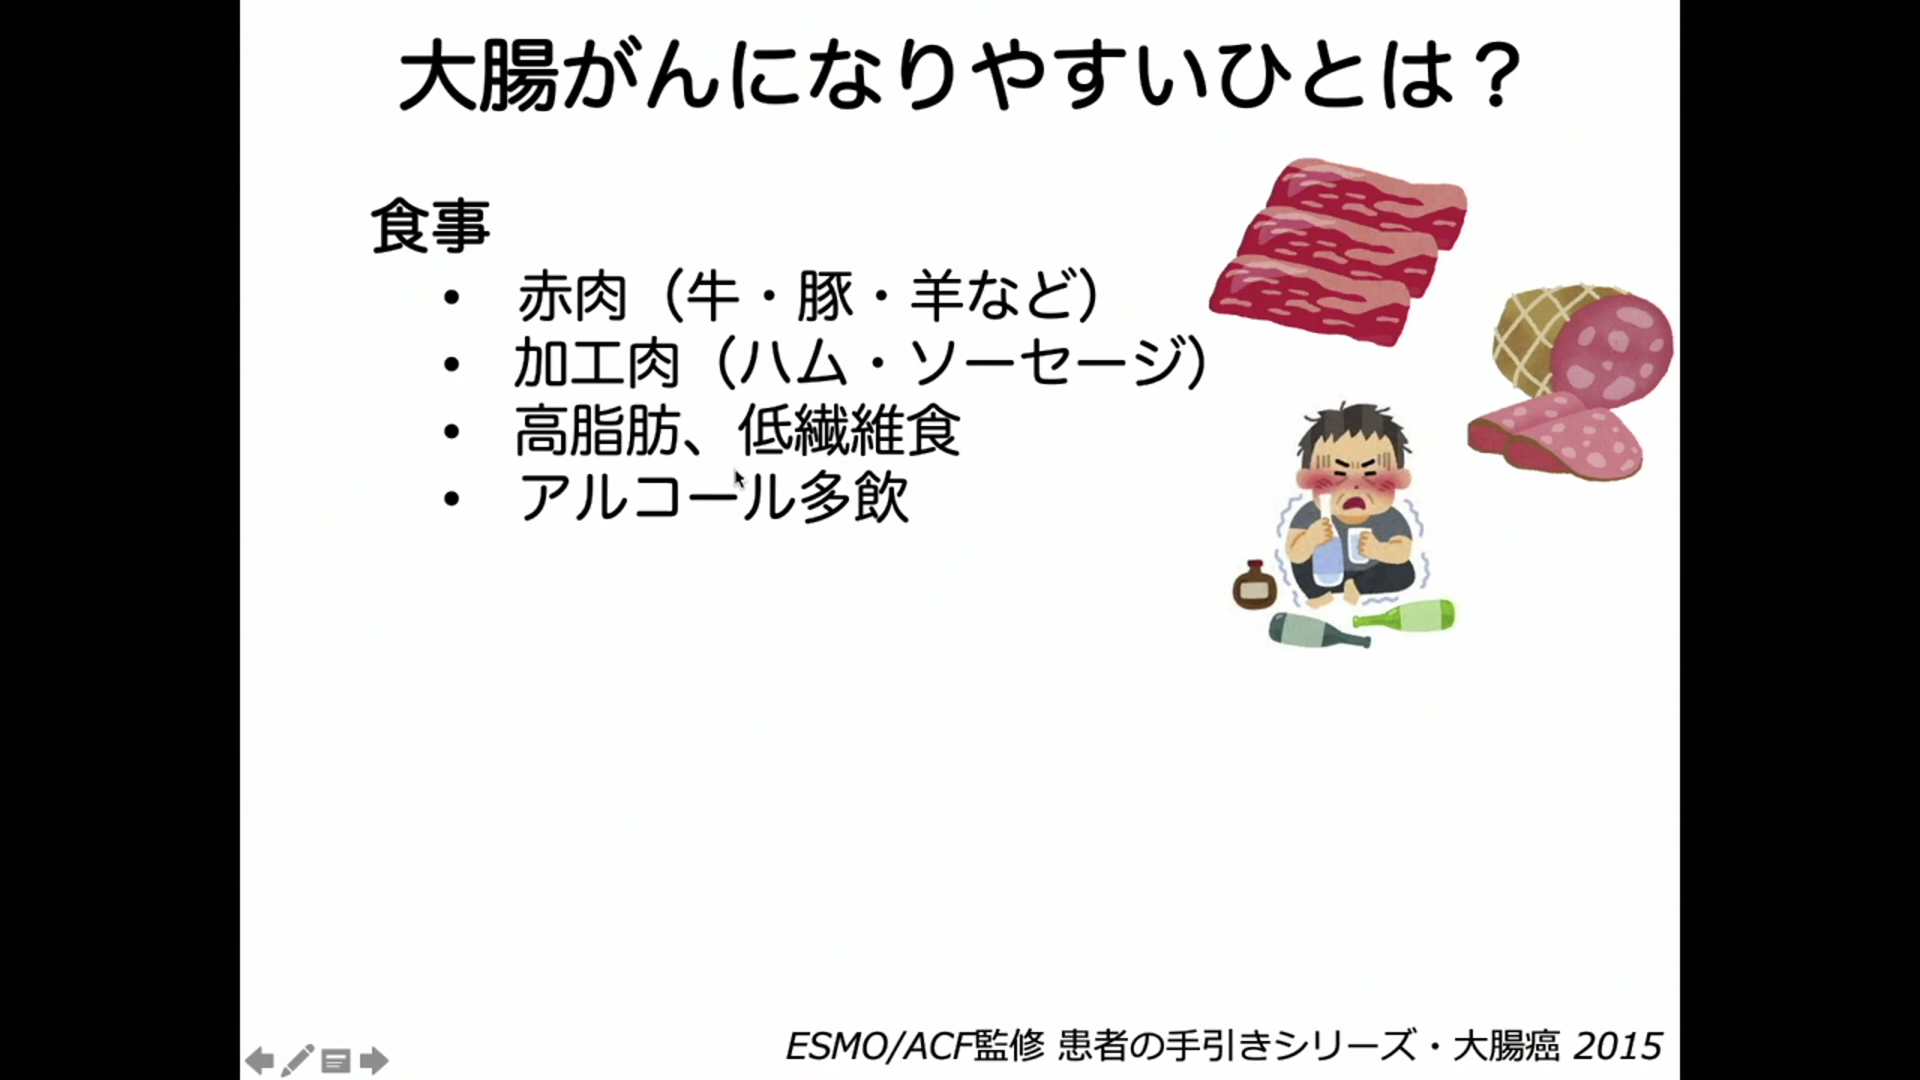 大腸がんになりやすいひとは？
食事
• 赤肉（牛・豚・羊など）
• 加工肉（ハム・ソーセージ）
• 高脂肪、低繊維食
• アルコール多飲
ESMO/ACF監修 患者の手引きシリーズ・大腸癌 2015